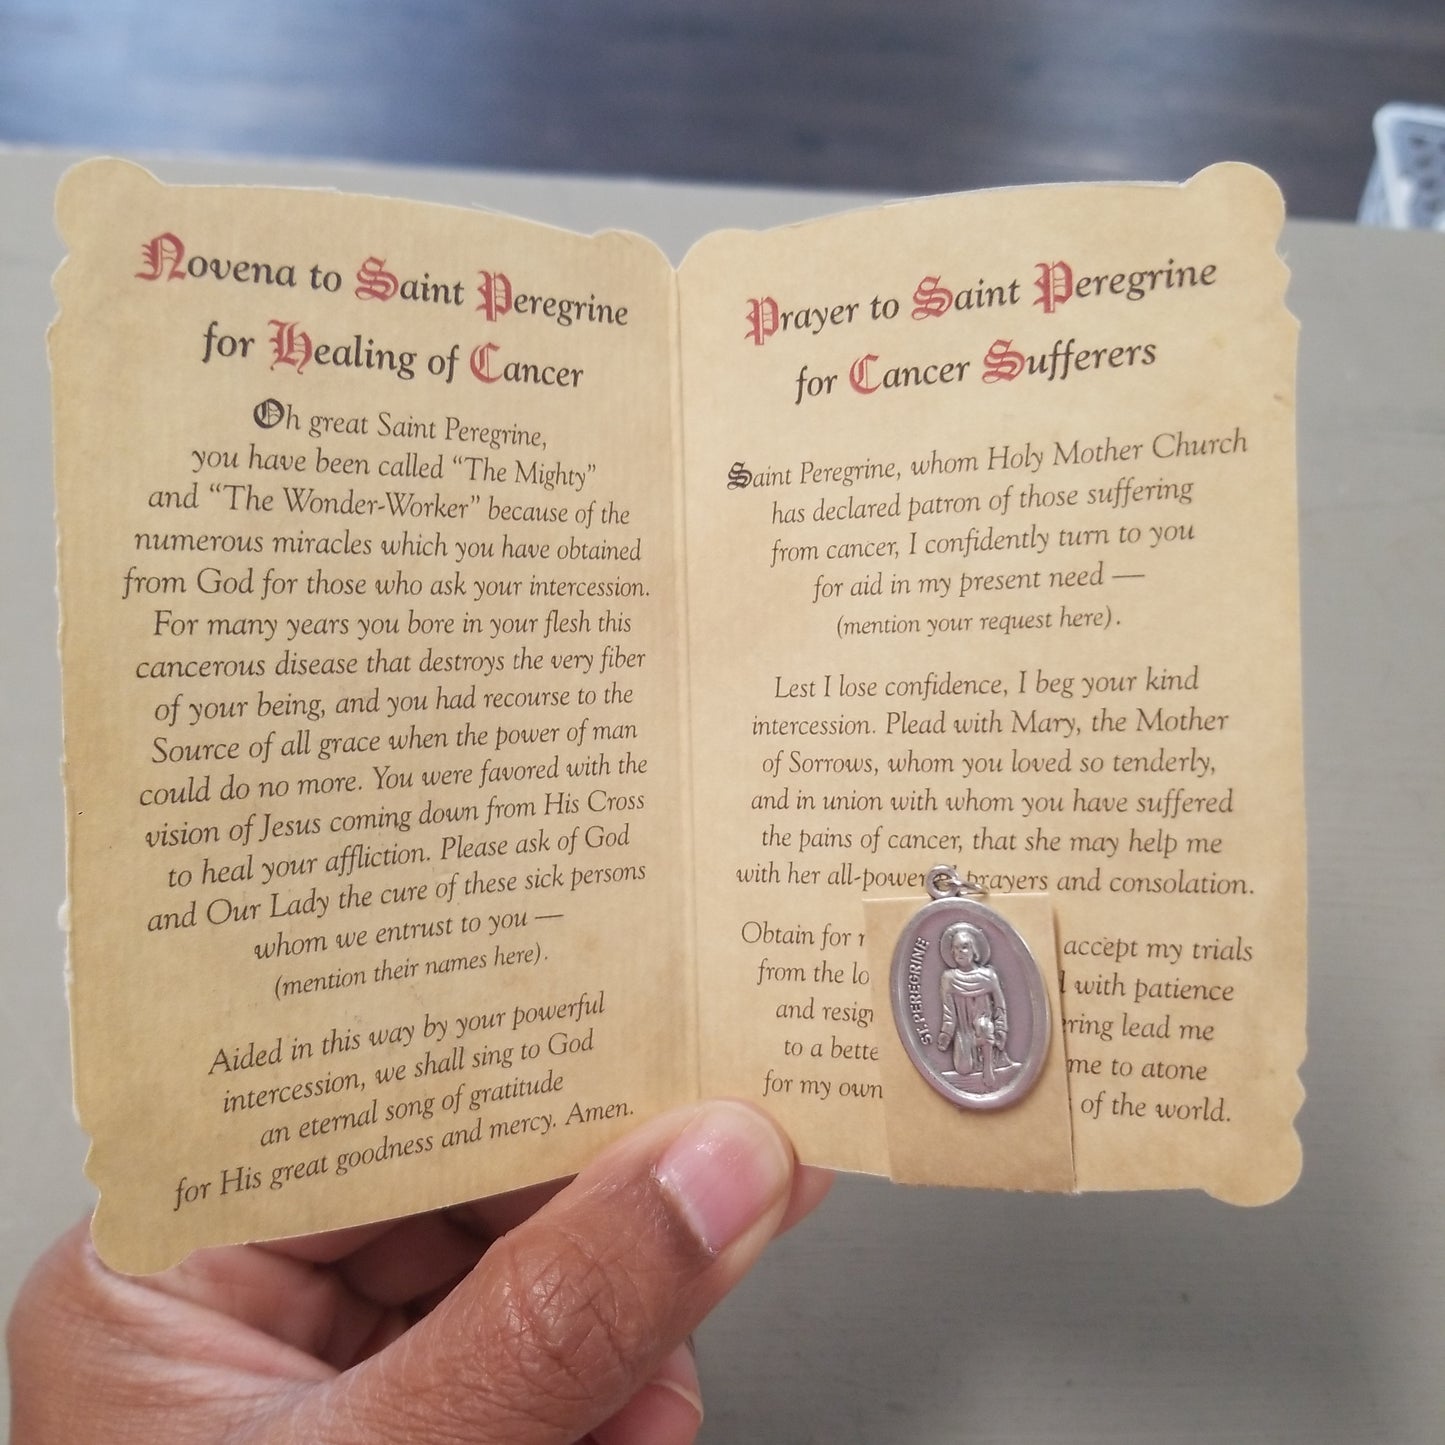 Novena to Saint Peregrine
for Healing of Cancer
Oh great Saint Peregrine,
you have been called “The Mighty”
and “The Wonder-Worker” because of the
numerous miracles which you have obtained
from God for those who ask your intercession.
For many years you bore in your flesh this
cancerous disease that destroys the very fiber
of your being, and you had recourse to the
Source of all grace when the power of man
could do no more. You were favored with the
vision of Jesus coming down from His Cross
to heal your affliction. Please ask of God
and Our Lady the cure of these sick persons
whom we entrust to you —
(mention their names here).
Aided in this way by your powerful
intercession, we shall sing to God
an eternal song of gratitude
for His great goodness and mercy. Amen.
Prayer to Saint Peregrine
for Cancer Sufferers
Saint Peregrine, whom Holy Mother Church
has declared patron of those suffering
from cancer, I confidently turn to you
for aid in my present need —
(mention your request here).
Lest I lose confidence, I beg your kind
intercession. Plead with Mary, the Mother
of Sorrows, whom you loved so tenderly,
and in union with whom you have suffered
the pains of cancer, that she may help me
with her prayers and consolation.
Obtain for accept my trials
from the with patience
and lead me
to a me to atone
for my own of the world.
ST. PEREGRINE